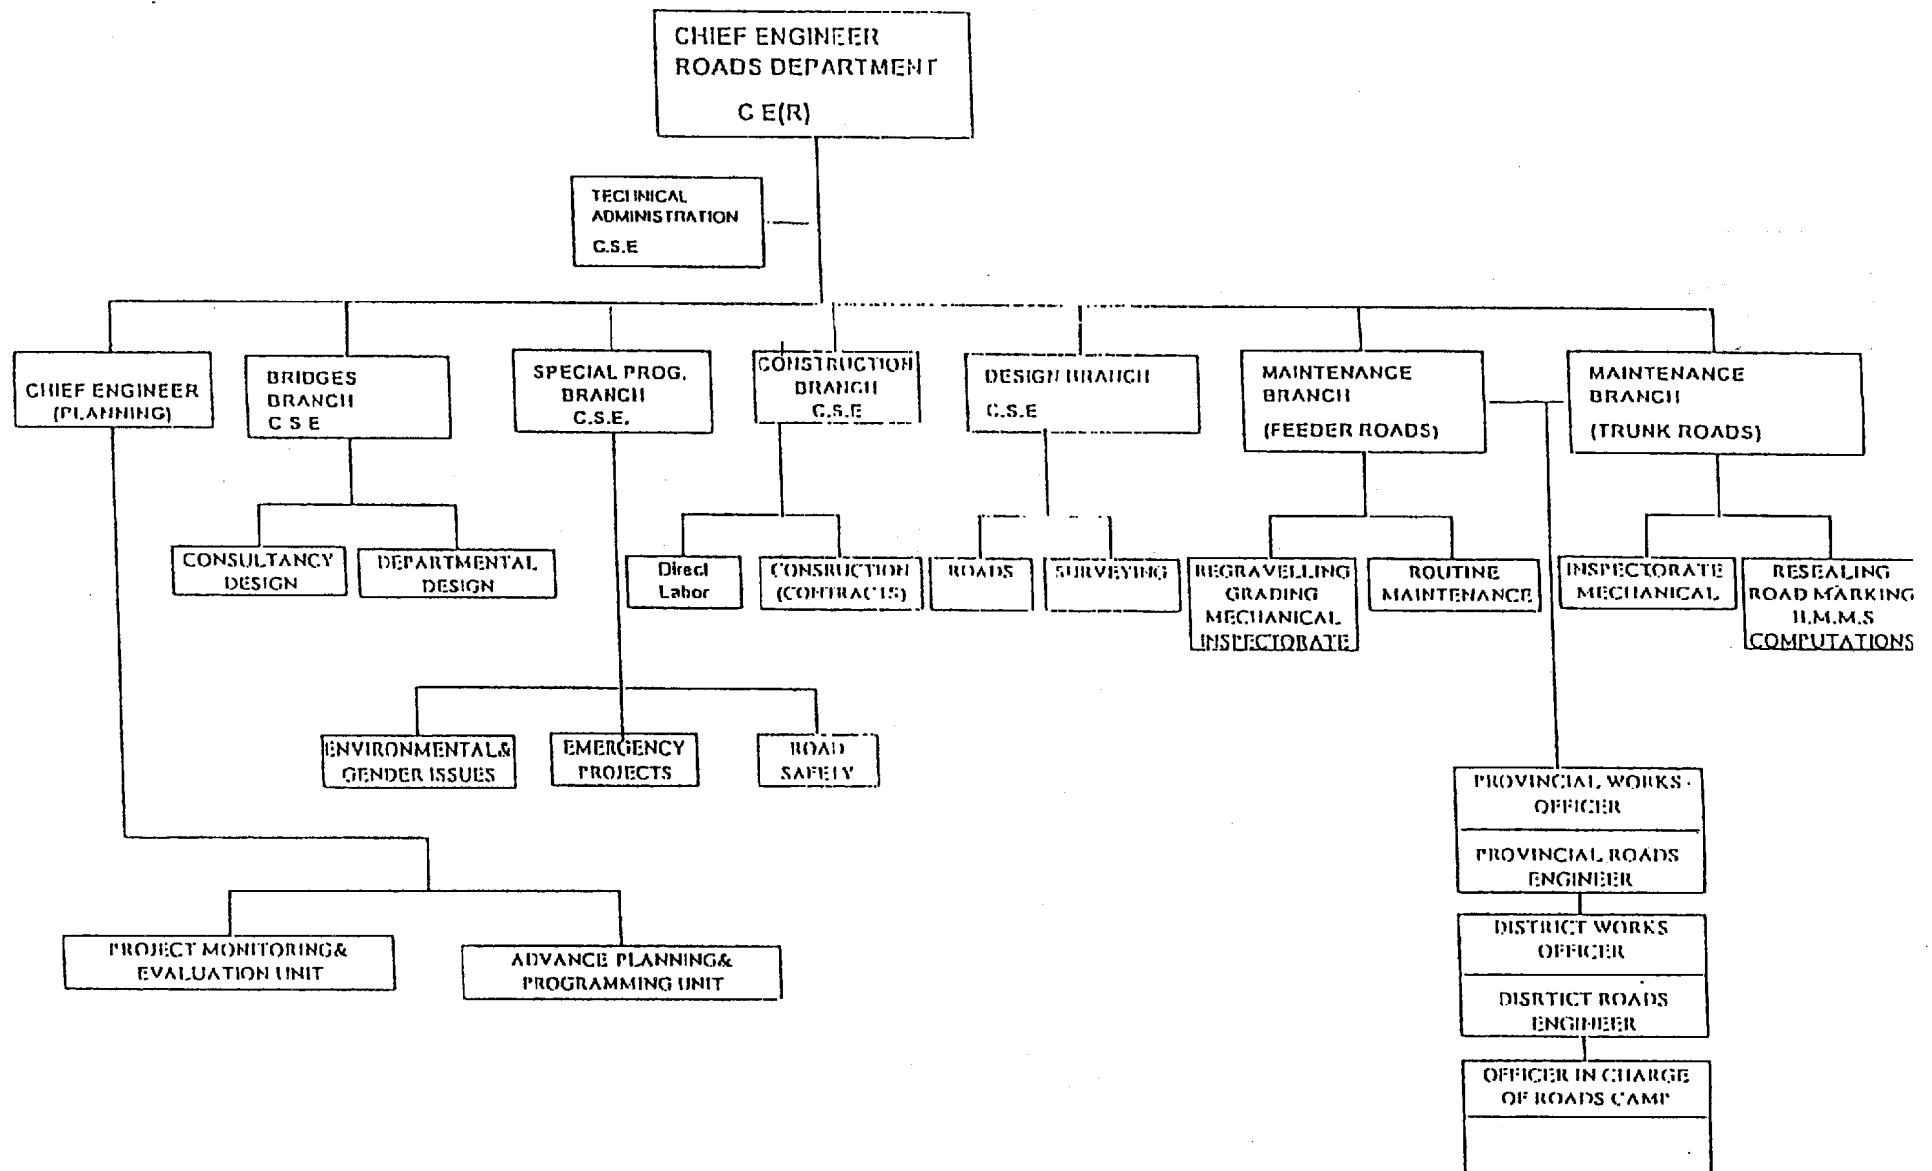 CHIEF ENGINEER
ROADS DEPARTMENT
C E(R)
TECHNICAL
ADMINISTRATION
C.S.E
CHIEF ENGINEER
(PLANNING)
BRIDGES
BRANCH
C S E
SPECIAL PROG.
BRANCH
C.S.E.
CONSTRUCTION
BRANCH
C.S.E
DESIGN BRANCH
C.S.E
MAINTENANCE
BRANCH
(FEEDER ROADS)
MAINTENANCE
BRANCH
(TRUNK ROADS)
CONSULTANCY
DESIGN
DEPARTMENTAL
DESIGN
Direct
Labor
CONSRUCTION
(CONTRACTS)
ROADS
SURVEYING
REGRAVELLING
GRADING
MECHANICAL
INSPECTORATE
ROUTINE
MAINTENANCE
INSPECTORATE
MECHANICAL
RESEALING
ROAD MARKING
H.M.M.S
COMPUTATIONS
ENVIRONMENTAL&
GENDER ISSUES
EMERGENCY
PROJECTS
ROAD
SAFELY
PROVINCIAL WORKS
OFFICER
PROVINCIAL ROADS
ENGINEER
PROJECT MONITORING&
EVALUATION UNIT
ADVANCE PLANNING&
PROGRAMMING UNIT
DISTRICT WORKS
OFFICER
DISRTICT ROADS
ENGINEER
OFFICER IN CHARGE
OF ROADS CAMP